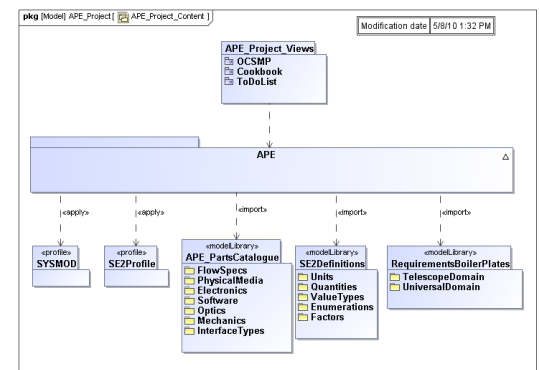 pkg [Model] APE_Project [ APE_Project_Content ]
Modification date 5/8/10 1:32 PM
APE_Project_Views
OCSMP
Cookbook
ToDoList
APE
«apply» «apply» «import» «import» «import»
«profile»
SYSMOD
«profile»
SE2Profile
«modelLibrary»
APE_PartsCatalogue
FlowSpecs
PhysicalMedia
Electronics
Software
Optics
Mechanics
InterfaceTypes
«modelLibrary»
SE2Definitions
Units
Quantities
ValueTypes
Enumerations
Factors
«modelLibrary»
RequirementsBoilerPlates
TelescopeDomain
UniversalDomain